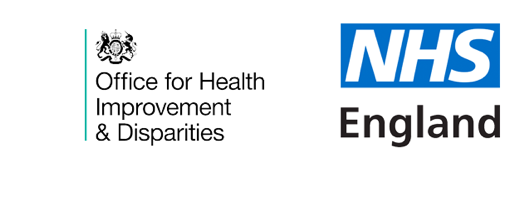 Office for Health
Improvement
& Disparities
NHS
England